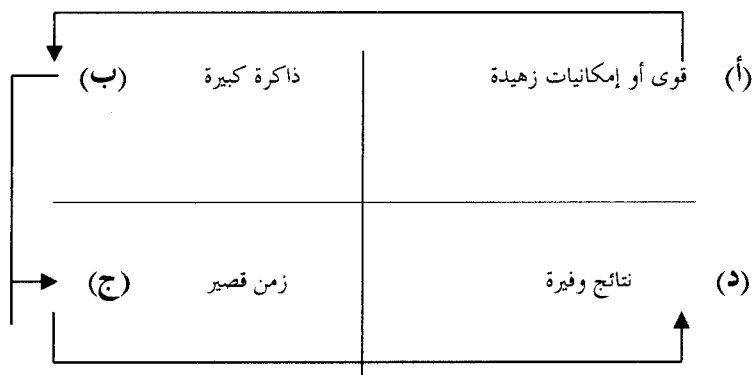 (أ) قوى أو إمكانيات زهيدة ذاكرة كبيرة (ب)
(د) نتائج وفيرة زمن قصير (ج)